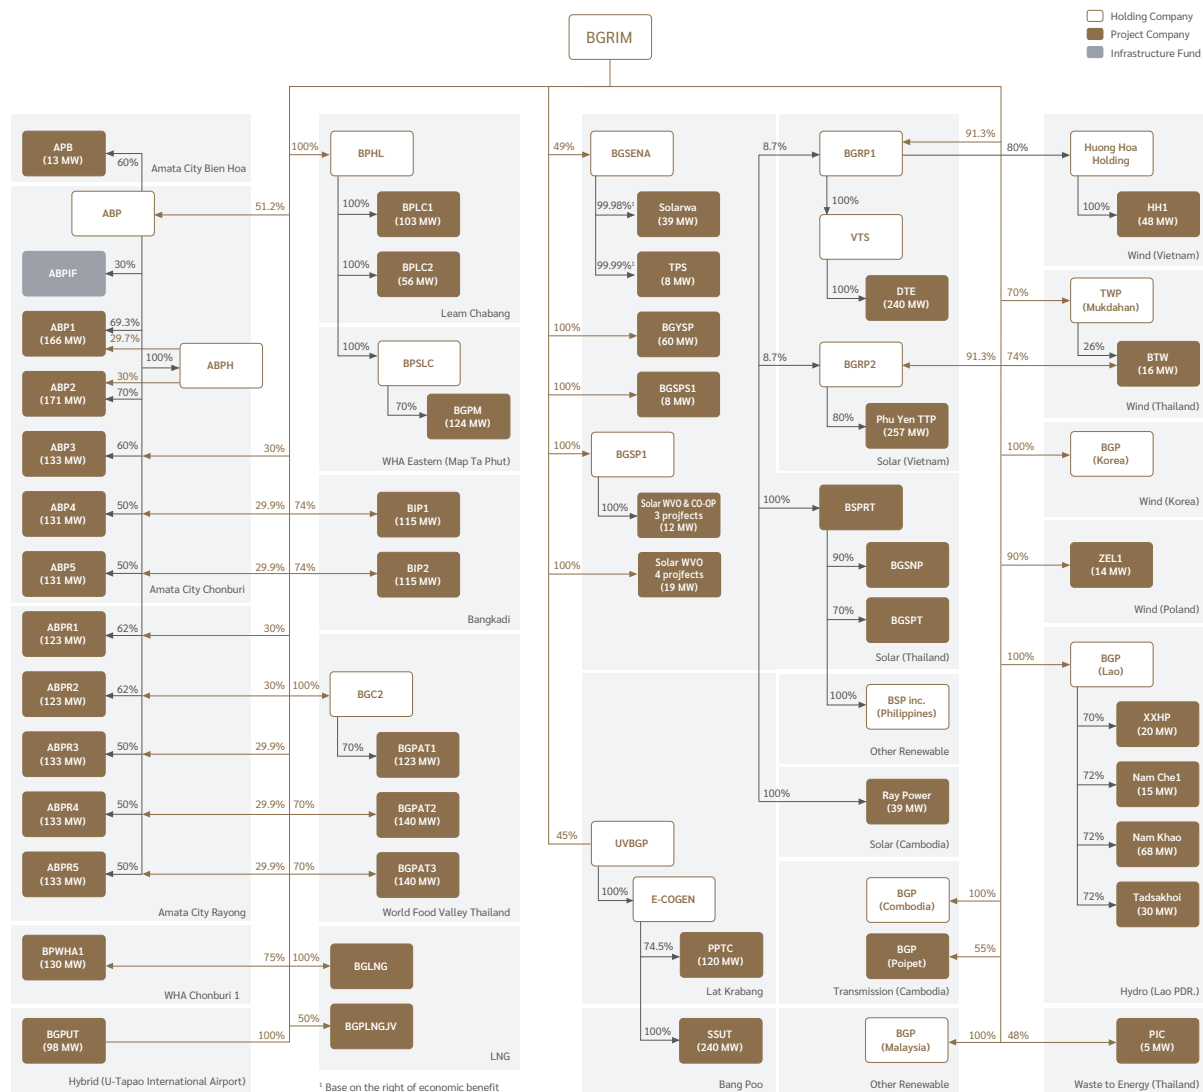 BGRIM
Holding Company
Project Company
Infrastructure Fund
APB
(13 MW)
60%
Amata City Bien Hoa
ABP
51.2%
ABPIF
30%
ABP1
(166 MW)
69.3%
29.7%
100%
ABPH
ABP2
(171 MW)
30%
70%
ABP3
(133 MW)
60%
30%
ABP4
(131 MW)
50%
29.9%
ABP5
(131 MW)
50%
29.9%
Amata City Chonburi
ABPR1
(123 MW)
62%
30%
ABPR2
(123 MW)
62%
30%
ABPR3
(133 MW)
50%
29.9%
ABPR4
(133 MW)
50%
29.9%
ABPR5
(133 MW)
50%
29.9%
Amata City Rayong
BPWHA1
(130 MW)
75%
WHA Chonburi 1
BGPUT
(98 MW)
100%
Hybrid (U-Tapao International Airport)
100%
BPHL
100%
BPLC1
(103 MW)
100%
BPLC2
(56 MW)
Leam Chabang
100%
BPSLC
70%
BGPM
(124 MW)
WHA Eastern (Map Ta Phut)
74%
BIP1
(115 MW)
74%
BIP2
(115 MW)
Bangkadi
100%
BGC2
70%
BGPAT1
(123 MW)
70%
BGPAT2
(140 MW)
70%
BGPAT3
(140 MW)
World Food Valley Thailand
100%
BGLNG
50%
BGPLNGJV
LNG
¹ Base on the right of economic benefit
49%
BGSENA
99.98%¹
Solarwa
(39 MW)
99.99%¹
TPS
(8 MW)
100%
BGYSP
(60 MW)
100%
BGSPS1
(8 MW)
100%
BGSP1
100%
Solar WVO & CO-OP
3 projfects
(12 MW)
100%
Solar WVO
4 projfects
(19 MW)
45%
UVBGP
100%
E-COGEN
74.5%
PPTC
(120 MW)
Lat Krabang
100%
SSUT
(240 MW)
Bang Poo
8.7%
BGRP1
91.3%
100%
VTS
100%
DTE
(240 MW)
8.7%
BGRP2
91.3%
80%
Phu Yen TTP
(257 MW)
Solar (Vietnam)
100%
BSPRT
90%
BGSNP
70%
BGSPT
Solar (Thailand)
100%
BSP inc.
(Philippines)
Other Renewable
100%
Ray Power
(39 MW)
Solar (Cambodia)
BGP
(Combodia)
100%
BGP
(Poipet)
55%
Transmission (Cambodia)
BGP
(Malaysia)
100%
Other Renewable
80%
Huong Hoa
Holding
100%
HH1
(48 MW)
Wind (Vietnam)
70%
TWP
(Mukdahan)
26%
74%
BTW
(16 MW)
Wind (Thailand)
100%
BGP
(Korea)
Wind (Korea)
90%
ZEL1
(14 MW)
Wind (Poland)
100%
BGP
(Lao)
70%
XXHP
(20 MW)
72%
Nam Che1
(15 MW)
72%
Nam Khao
(68 MW)
72%
Tadsakhoi
(30 MW)
Hydro (Lao PDR.)
48%
PIC
(5 MW)
Waste to Energy (Thailand)